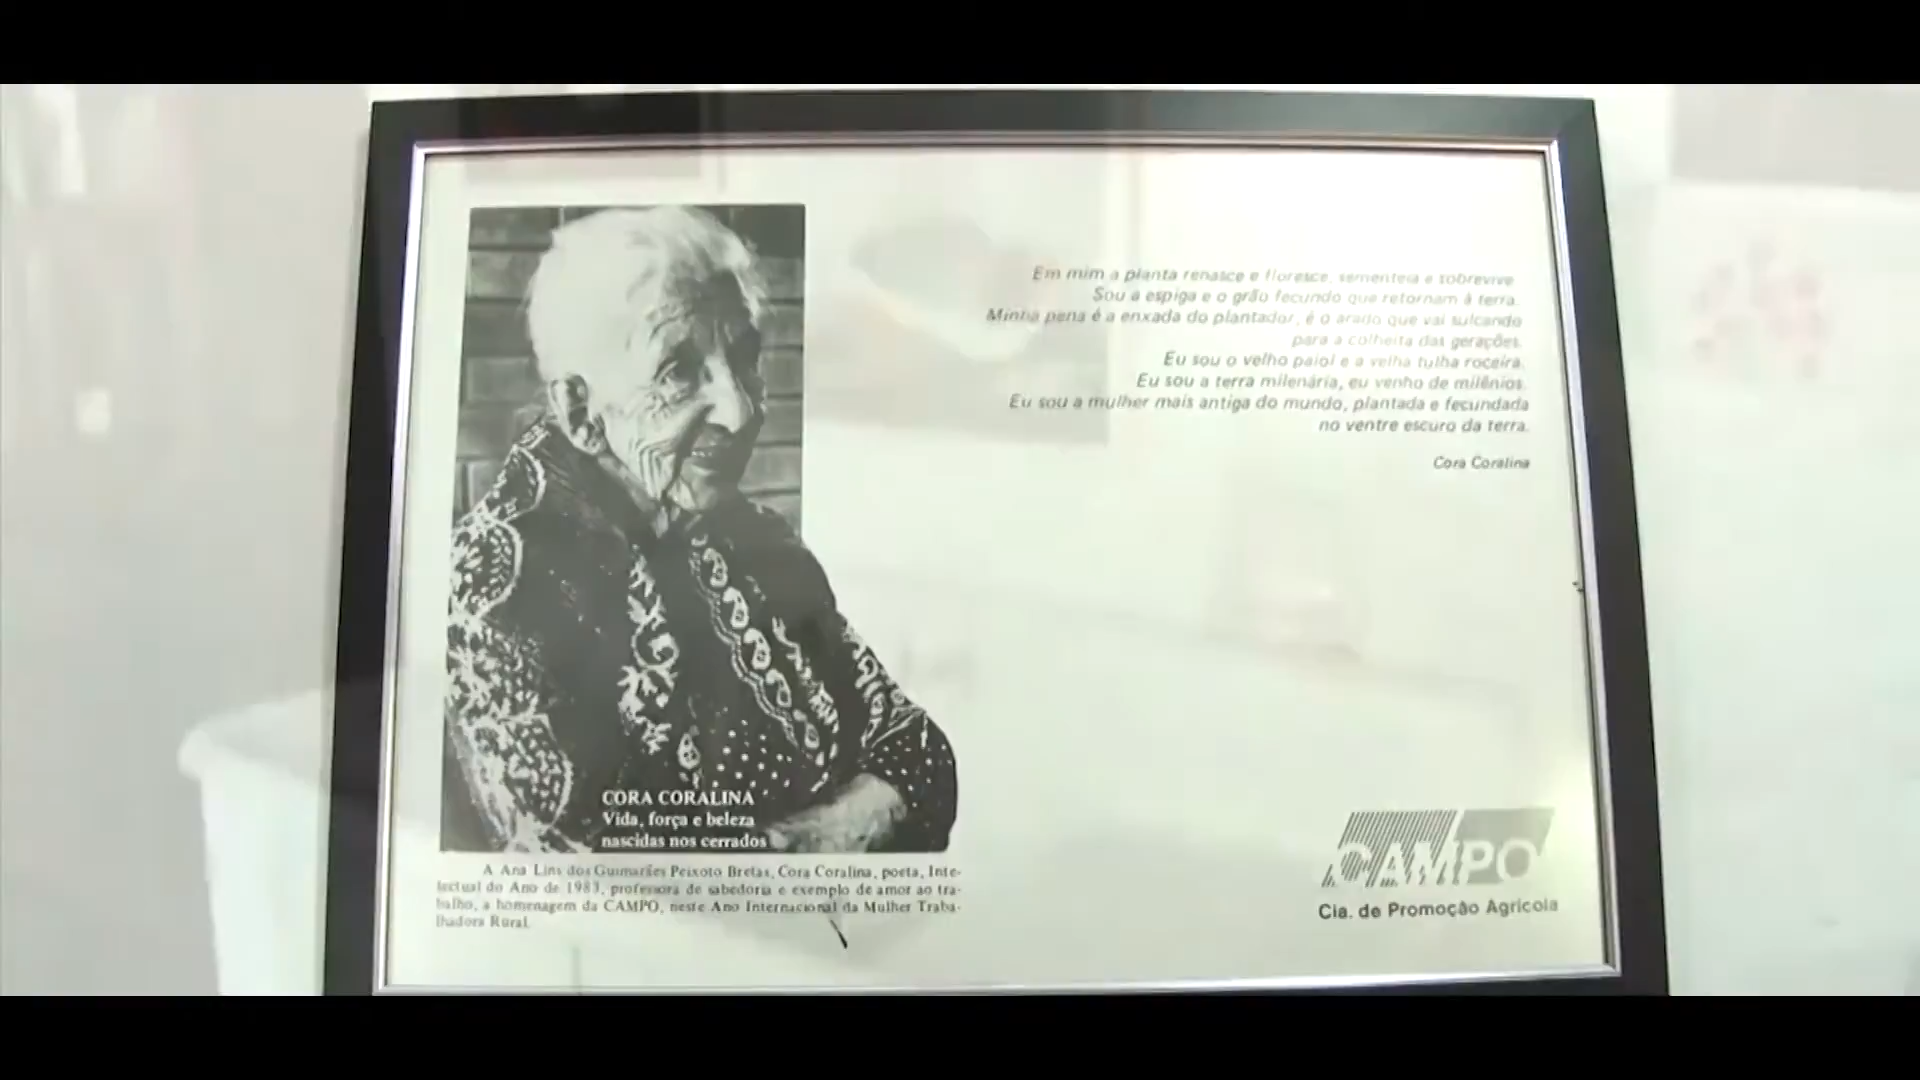 Em mim a planta renasce e floresce, sementeia e sobrevive.
Sou a espiga e o grão fecundo que retornam à terra.
Minha pena é a enxada do plantador, é o arado que vai sulcando
para a colheita das gerações.
Eu sou o velho paiol e a velha tulha roceira.
Eu sou a terra milenária, eu venho de milênios.
Eu sou a mulher mais antiga do mundo, plantada e fecundada
no ventre escuro da terra.
Cora Coralina
CORA CORALINA
Vida, força e beleza
nascidas nos cerrados
A Ana Lins dos Guimarães Peixoto Bretas, Cora Coralina, poeta, Inte-
lectual do Ano de 1983, professora de sabedoria e exemplo de amor ao tra-
balho, a homenagem da CAMPO, neste Ano Internacional da Mulher Traba-
lhadora Rural.
CAMPO
Cia. de Promoção Agrícola